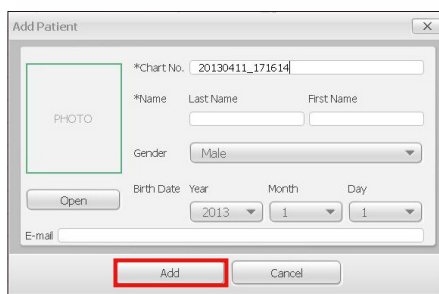 Add Patient
*Chart No. 20130411_171614
*Name Last Name First Name
PHOTO
Gender Male
Birth Date Year Month Day
Open
2013 1 1
E-mail
Add Cancel